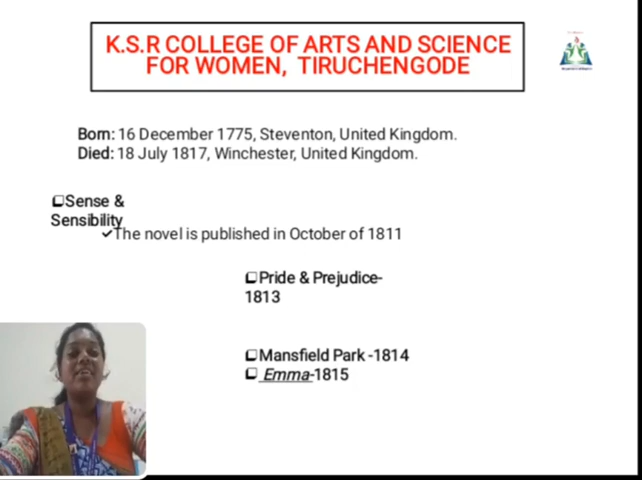 K.S.R COLLEGE OF ARTS AND SCIENCE
FOR WOMEN, TIRUCHENGODE
Born: 16 December 1775, Steventon, United Kingdom.
Died: 18 July 1817, Winchester, United Kingdom.
❑Sense &
Sensibility
✓The novel is published in October of 1811
❑Pride & Prejudice-
1813
❑Mansfield Park -1814
❑ Emma-1815